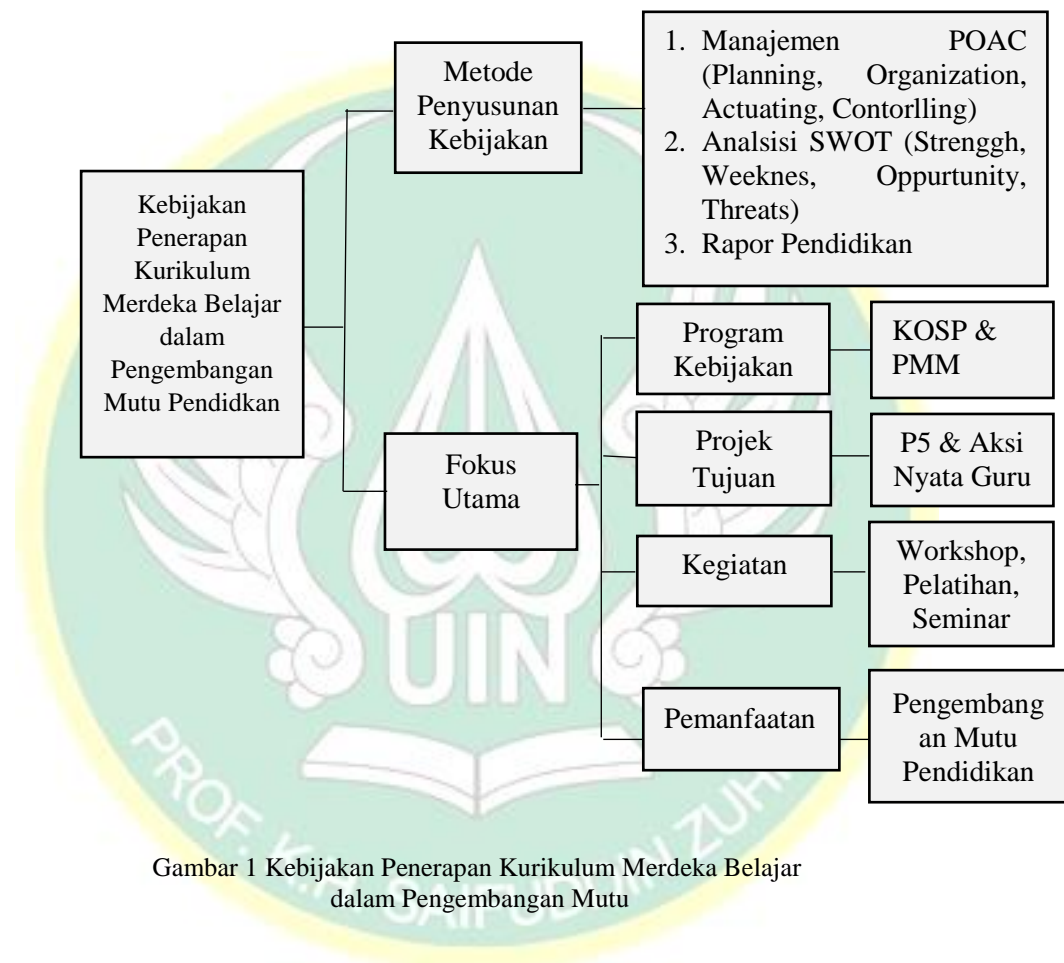 Kebijakan
Penerapan
Kurikulum
Merdeka Belajar
dalam
Pengembangan
Mutu Pendidkan
Metode
Penyusunan
Kebijakan
1. Manajemen POAC
(Planning, Organization,
Actuating, Contorlling)
2. Analsisi SWOT (Strenggh,
Weeknes, Oppurtunity,
Threats)
3. Rapor Pendidikan
Fokus
Utama
Program
Kebijakan
KOSP &
PMM
Projek
Tujuan
P5 & Aksi
Nyata Guru
Kegiatan
Workshop,
Pelatihan,
Seminar
Pemanfaatan
Pengembang
an Mutu
Pendidikan
UIN
PROF. K.H. SAIFUDDIN
Gambar 1 Kebijakan Penerapan Kurikulum Merdeka Belajar
dalam Pengembangan Mutu